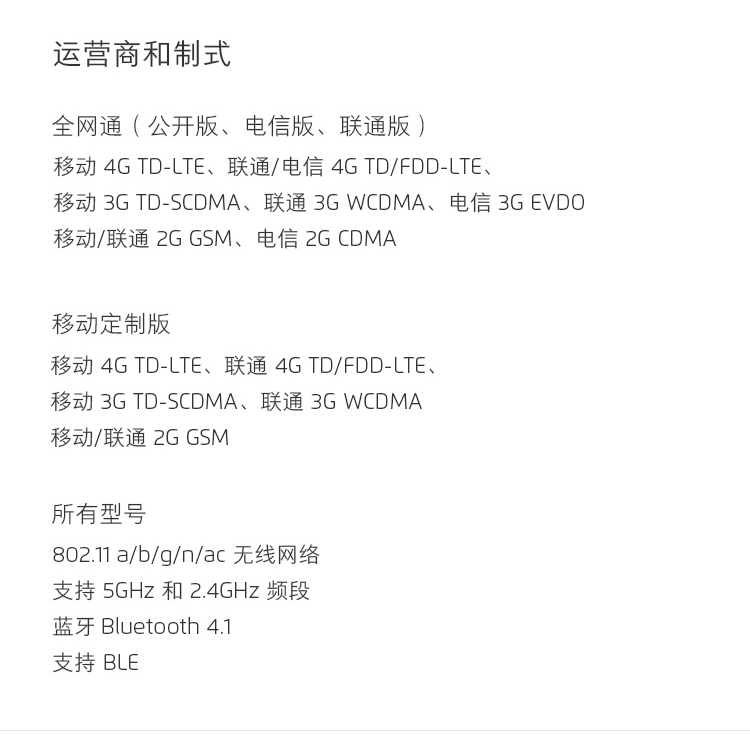 运营商和制式
全网通（公开版、电信版、联通版）
移动 4G TD-LTE、联通/电信 4G TD/FDD-LTE、
移动 3G TD-SCDMA、联通 3G WCDMA、电信 3G EVDO
移动/联通 2G GSM、电信 2G CDMA
移动定制版
移动 4G TD-LTE、联通 4G TD/FDD-LTE、
移动 3G TD-SCDMA、联通 3G WCDMA
移动/联通 2G GSM
所有型号
802.11 a/b/g/n/ac 无线网络
支持 5GHz 和 2.4GHz 频段
蓝牙 Bluetooth 4.1
支持 BLE